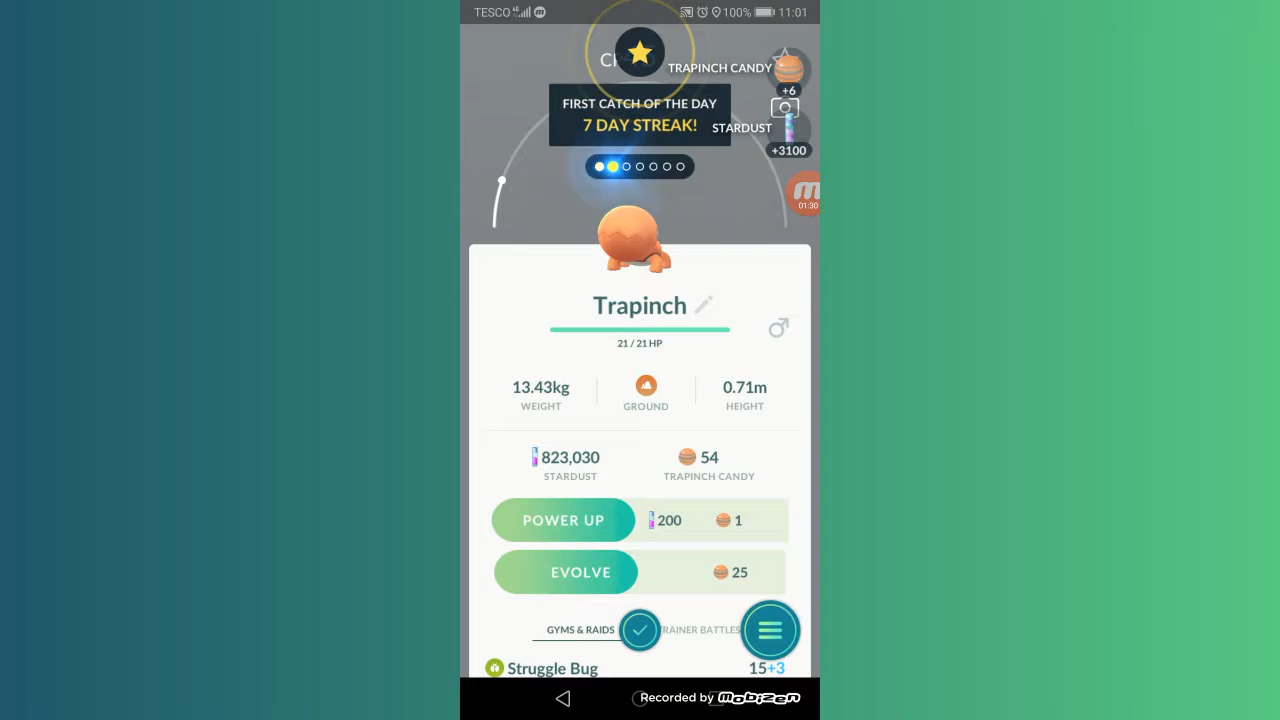 TESCO 100% 11:01
TRAPINCH CANDY
+6
FIRST CATCH OF THE DAY
7 DAY STREAK!
STARDUST
+3100
01:30
Trapinch
21 / 21 HP
13.43kg
WEIGHT
GROUND
0.71m
HEIGHT
823,030
STARDUST
54
TRAPINCH CANDY
POWER UP 200 1
EVOLVE 25
GYMS & RAIDS TRAINER BATTLES
Struggle Bug 15+3
Recorded by mobizen